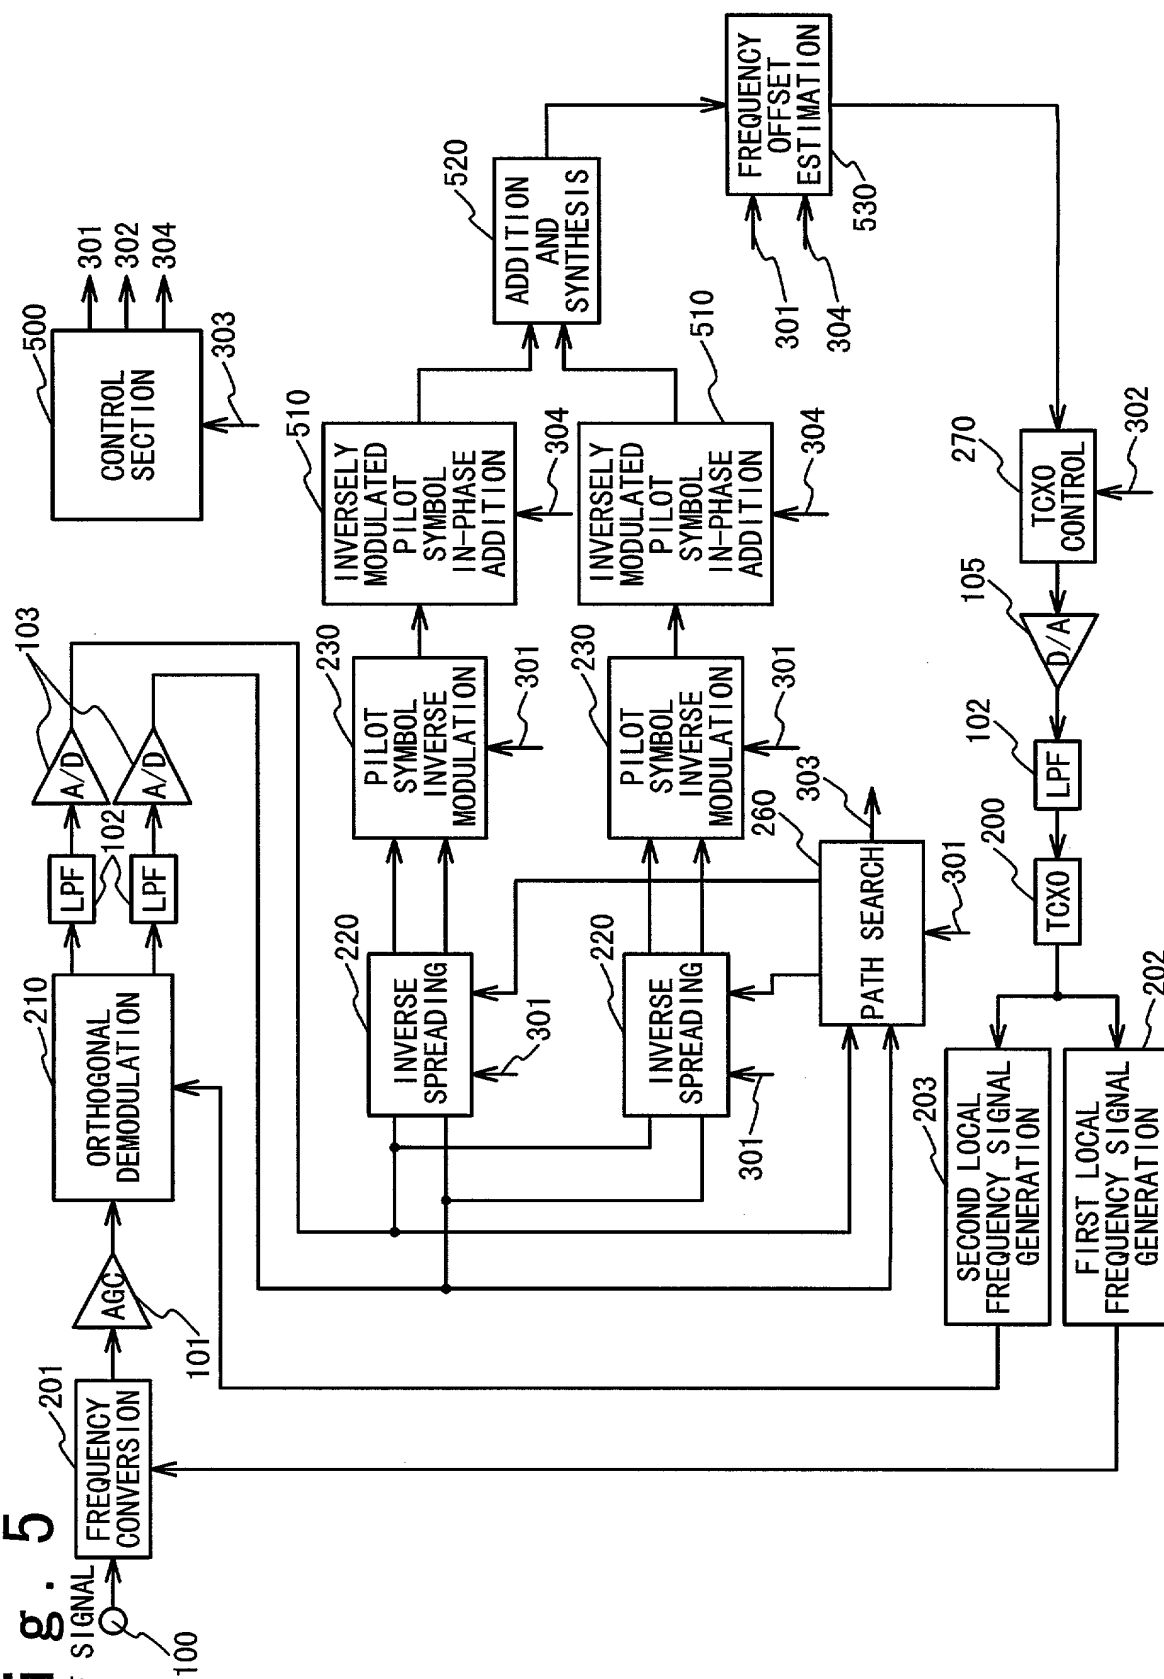 ig. 5
SIGNAL
100
FREQUENCY
CONVERSION
201
AGC
101
ORTHOGONAL
DEMODULATION
210
LPF
LPF
102
A/D
A/D
103
CONTROL
SECTION
500
301
302
304
303
INVERSE
SPREADING
220
301
PILOT
SYMBOL
INVERSE
MODULATION
230
301
INVERSELY
MODULATED
PILOT
SYMBOL
IN-PHASE
ADDITION
510
304
INVERSE
SPREADING
220
301
PILOT
SYMBOL
INVERSE
MODULATION
230
301
INVERSELY
MODULATED
PILOT
SYMBOL
IN-PHASE
ADDITION
510
304
ADDITION
AND
SYNTHESIS
520
FREQUENCY
OFFSET
ESTIMATION
530
301
304
PATH SEARCH
260
303
301
SECOND LOCAL
FREQUENCY SIGNAL
GENERATION
203
FIRST LOCAL
FREQUENCY SIGNAL
GENERATION
202
TCXO
200
LPF
102
D/A
105
TCXO
CONTROL
270
302